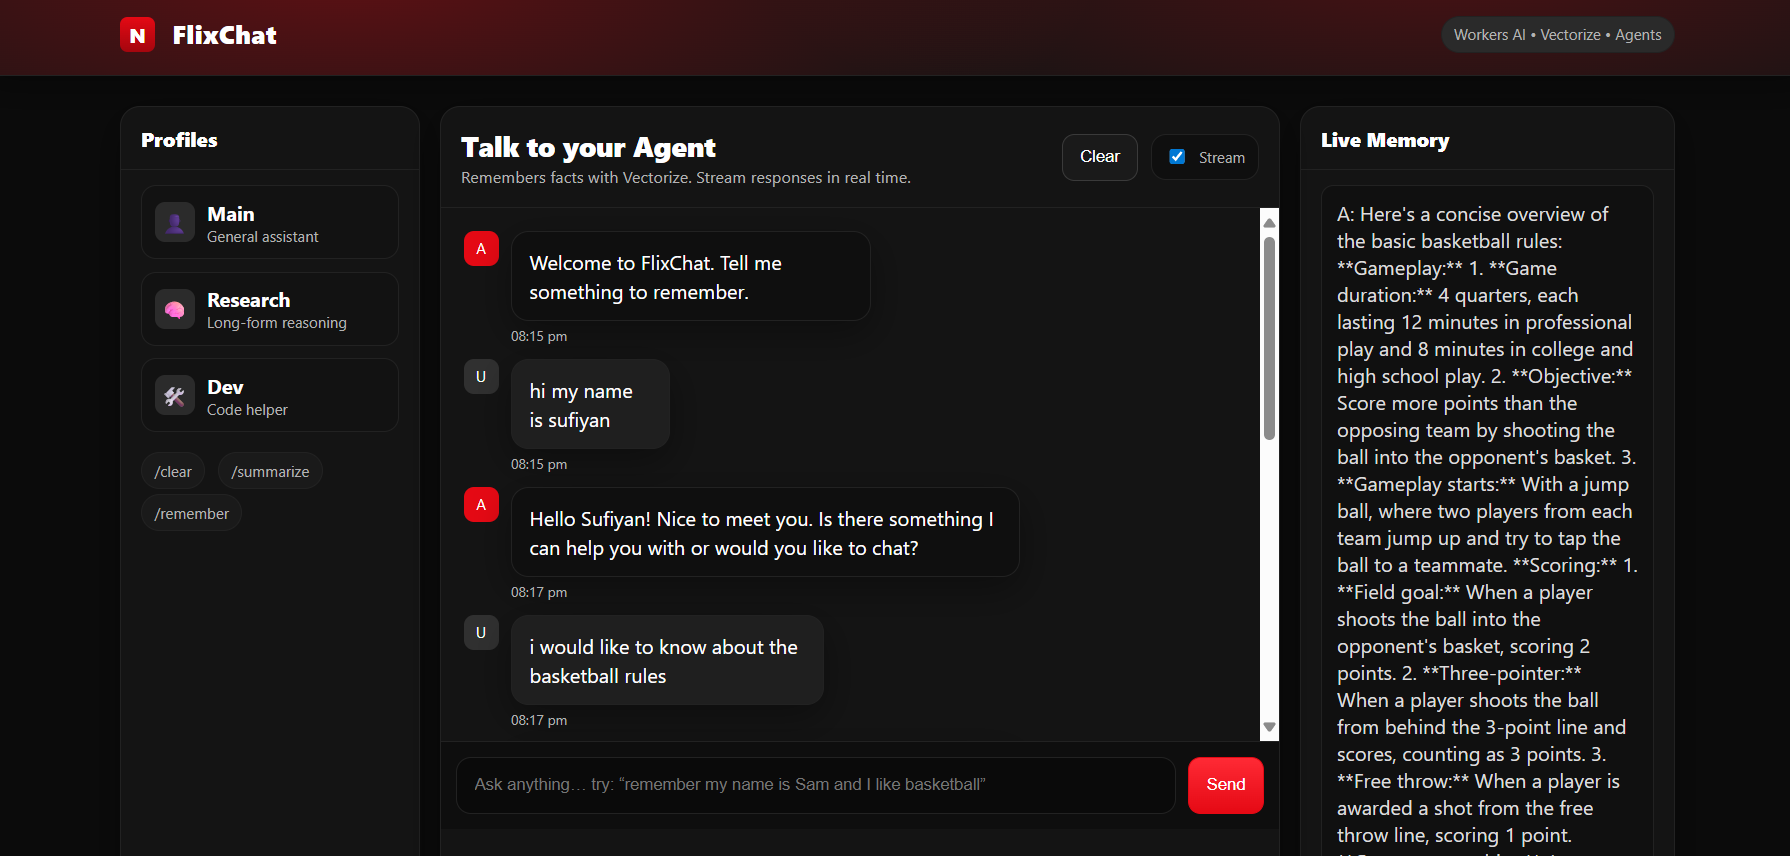 N FlixChat
Workers AI • Vectorize • Agents
Profiles
Main
General assistant
Research
Long-form reasoning
Dev
Code helper
/clear
/summarize
/remember
Talk to your Agent
Remembers facts with Vectorize. Stream responses in real time.
Clear
Stream
A
Welcome to FlixChat. Tell me
something to remember.
08:15 pm
U
hi my name
is sufiyan
08:15 pm
A
Hello Sufiyan! Nice to meet you. Is there something I
can help you with or would you like to chat?
08:17 pm
U
i would like to know about the
basketball rules
08:17 pm
Ask anything… try: “remember my name is Sam and I like basketball”
Send
Live Memory
A: Here's a concise overview of
the basic basketball rules:
**Gameplay:** 1. **Game
duration:** 4 quarters, each
lasting 12 minutes in professional
play and 8 minutes in college and
high school play. 2. **Objective:**
Score more points than the
opposing team by shooting the
ball into the opponent's basket. 3.
**Gameplay starts:** With a jump
ball, where two players from each
team jump up and try to tap the
ball to a teammate. **Scoring:** 1.
**Field goal:** When a player
shoots the ball into the
opponent's basket, scoring 2
points. 2. **Three-pointer:**
When a player shoots the ball
from behind the 3-point line and
scores, counting as 3 points. 3.
**Free throw:** When a player is
awarded a shot from the free
throw line, scoring 1 point.